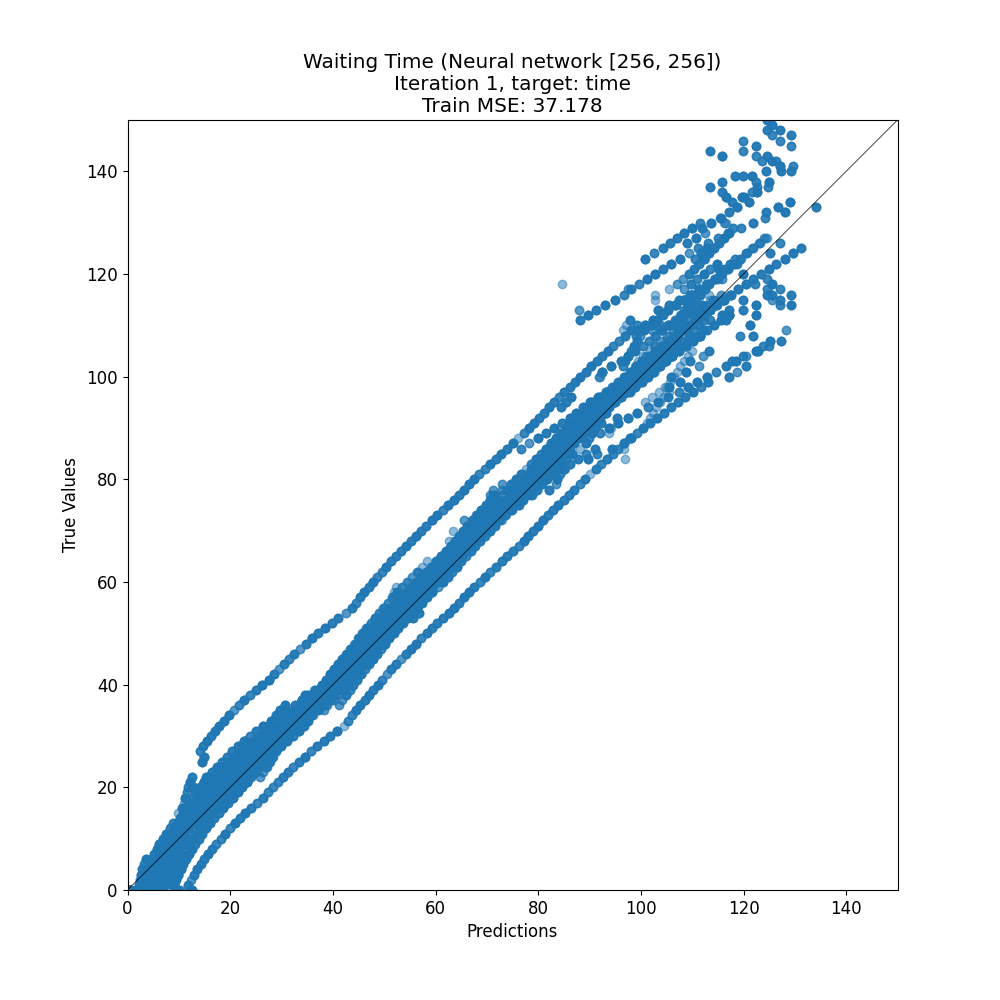 Waiting Time (Neural network [256, 256])
Iteration 1, target: time
Train MSE: 37.178
True Values
140
120
100
80
60
40
20
0
0 20 40 60 80 100 120 140
Predictions